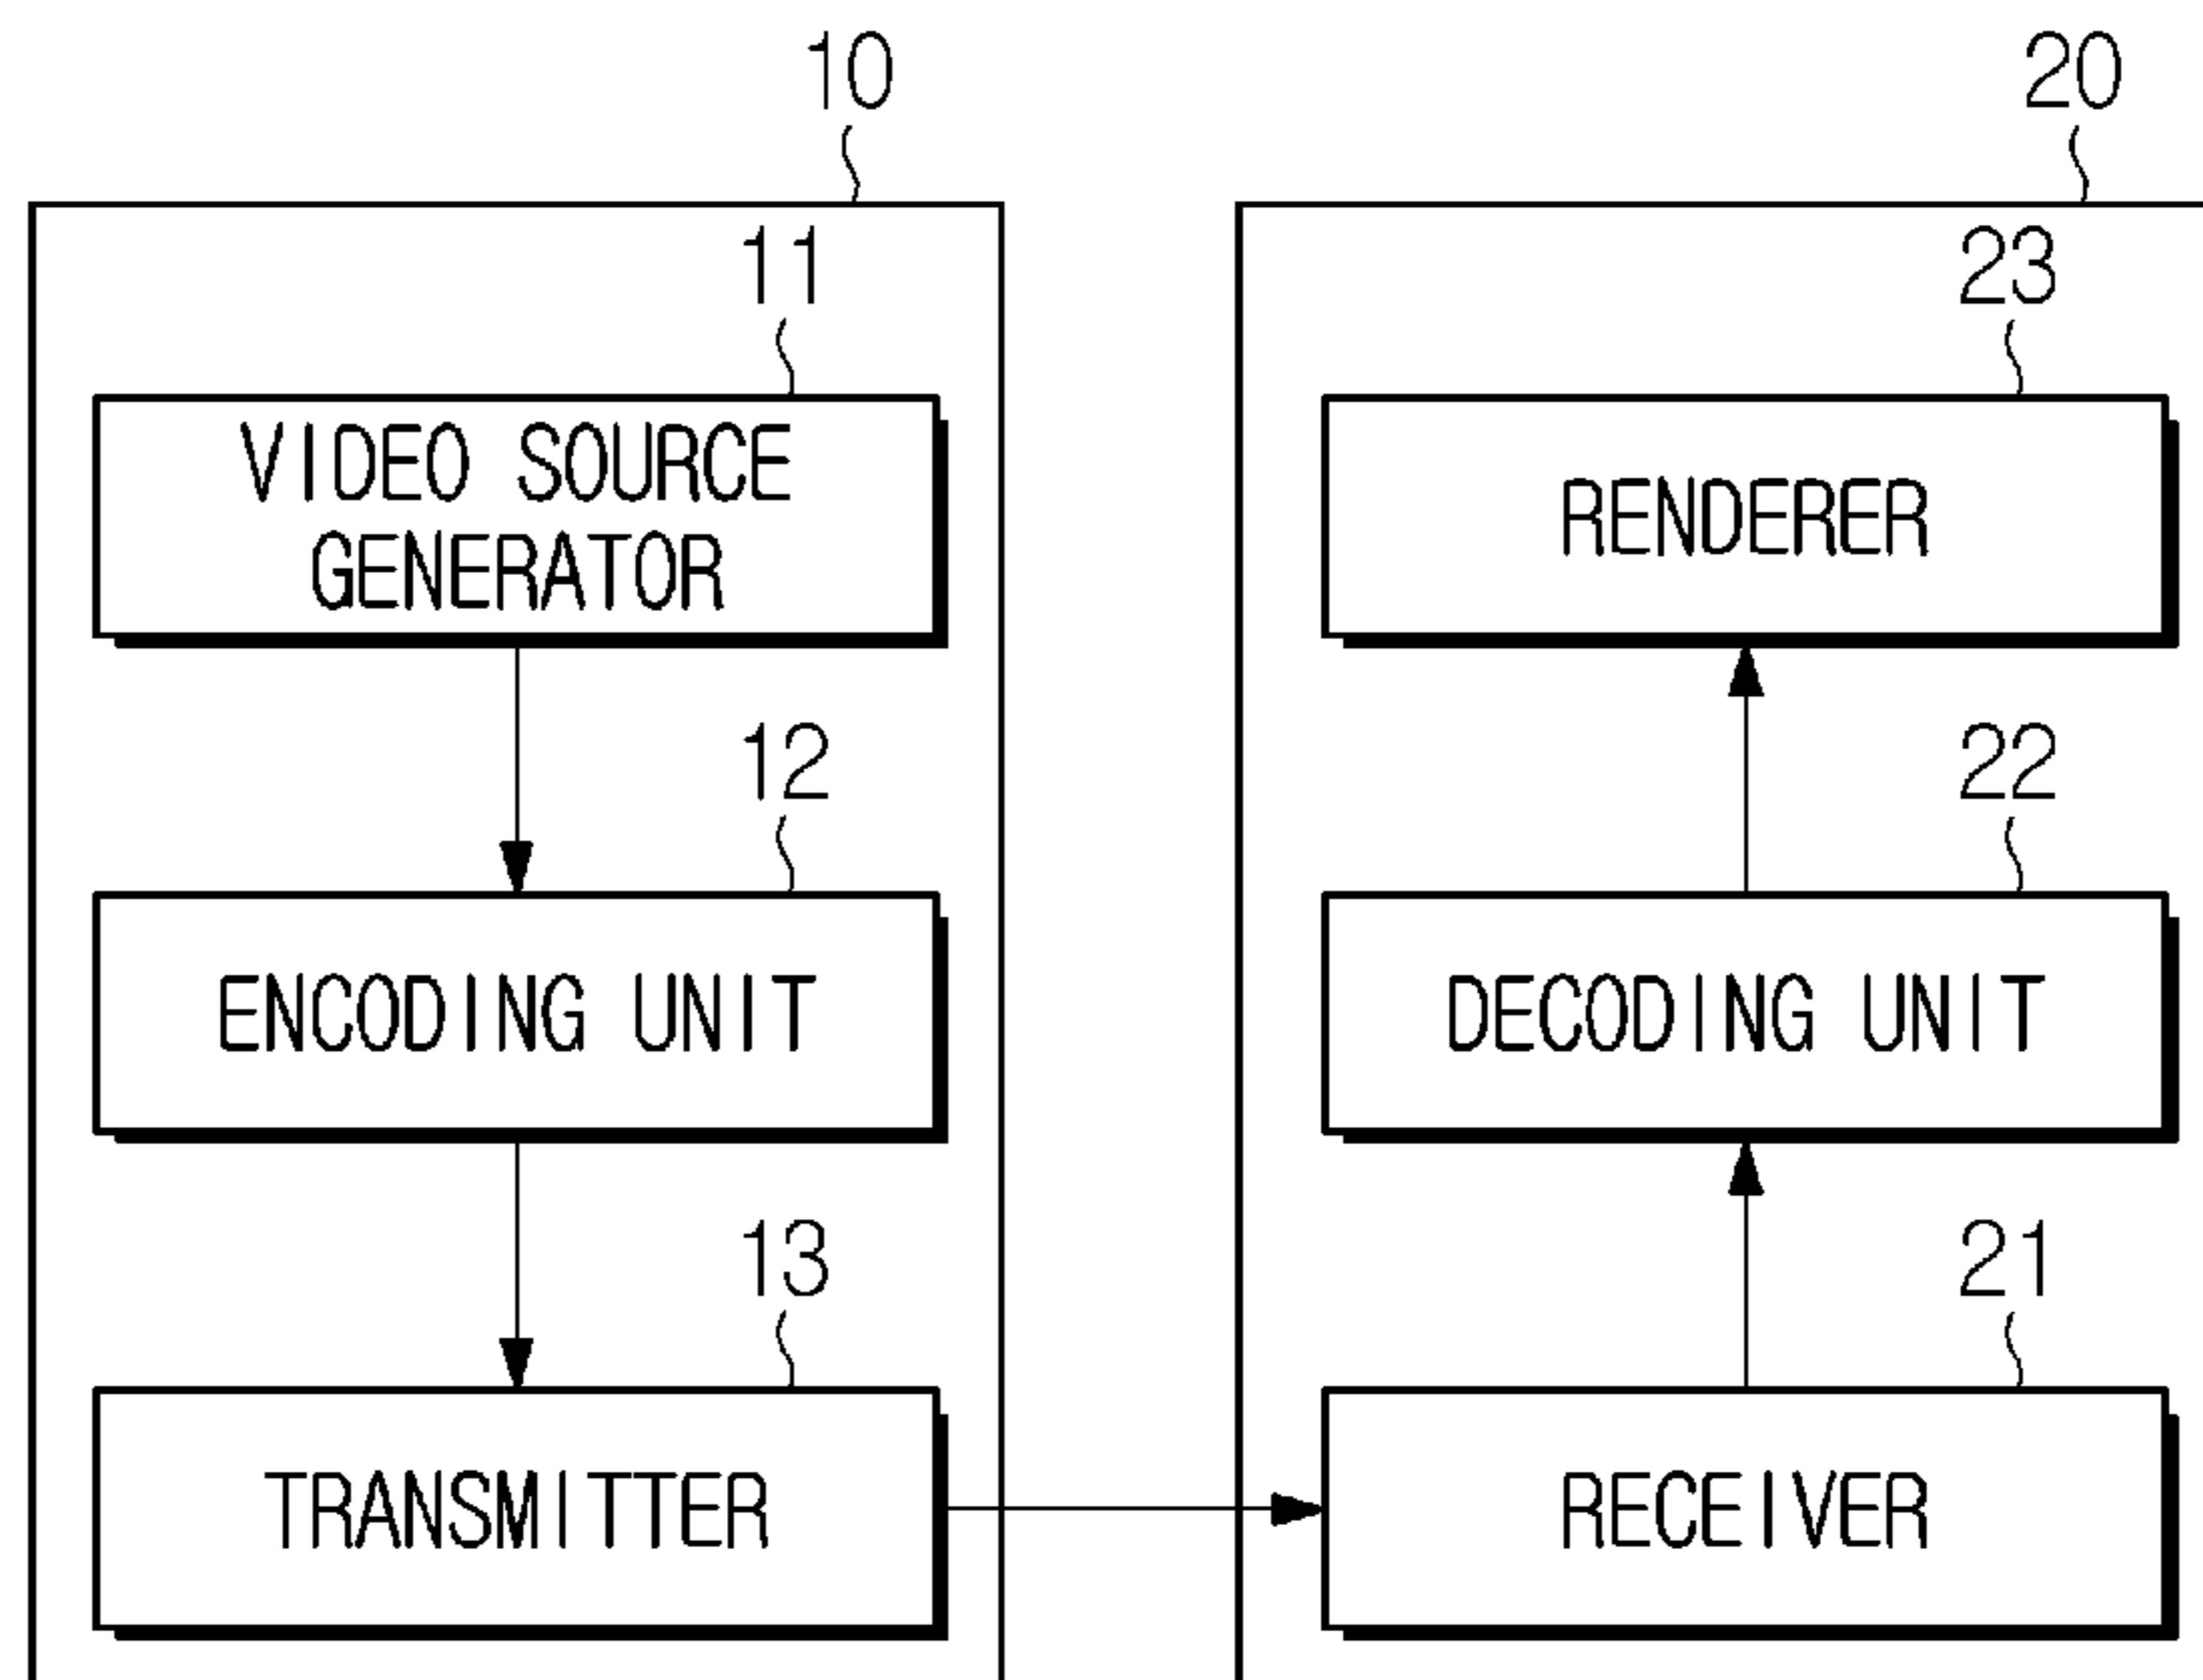 10
20
11
VIDEO SOURCE
GENERATOR
12
ENCODING UNIT
13
TRANSMITTER
23
RENDERER
22
DECODING UNIT
21
RECEIVER